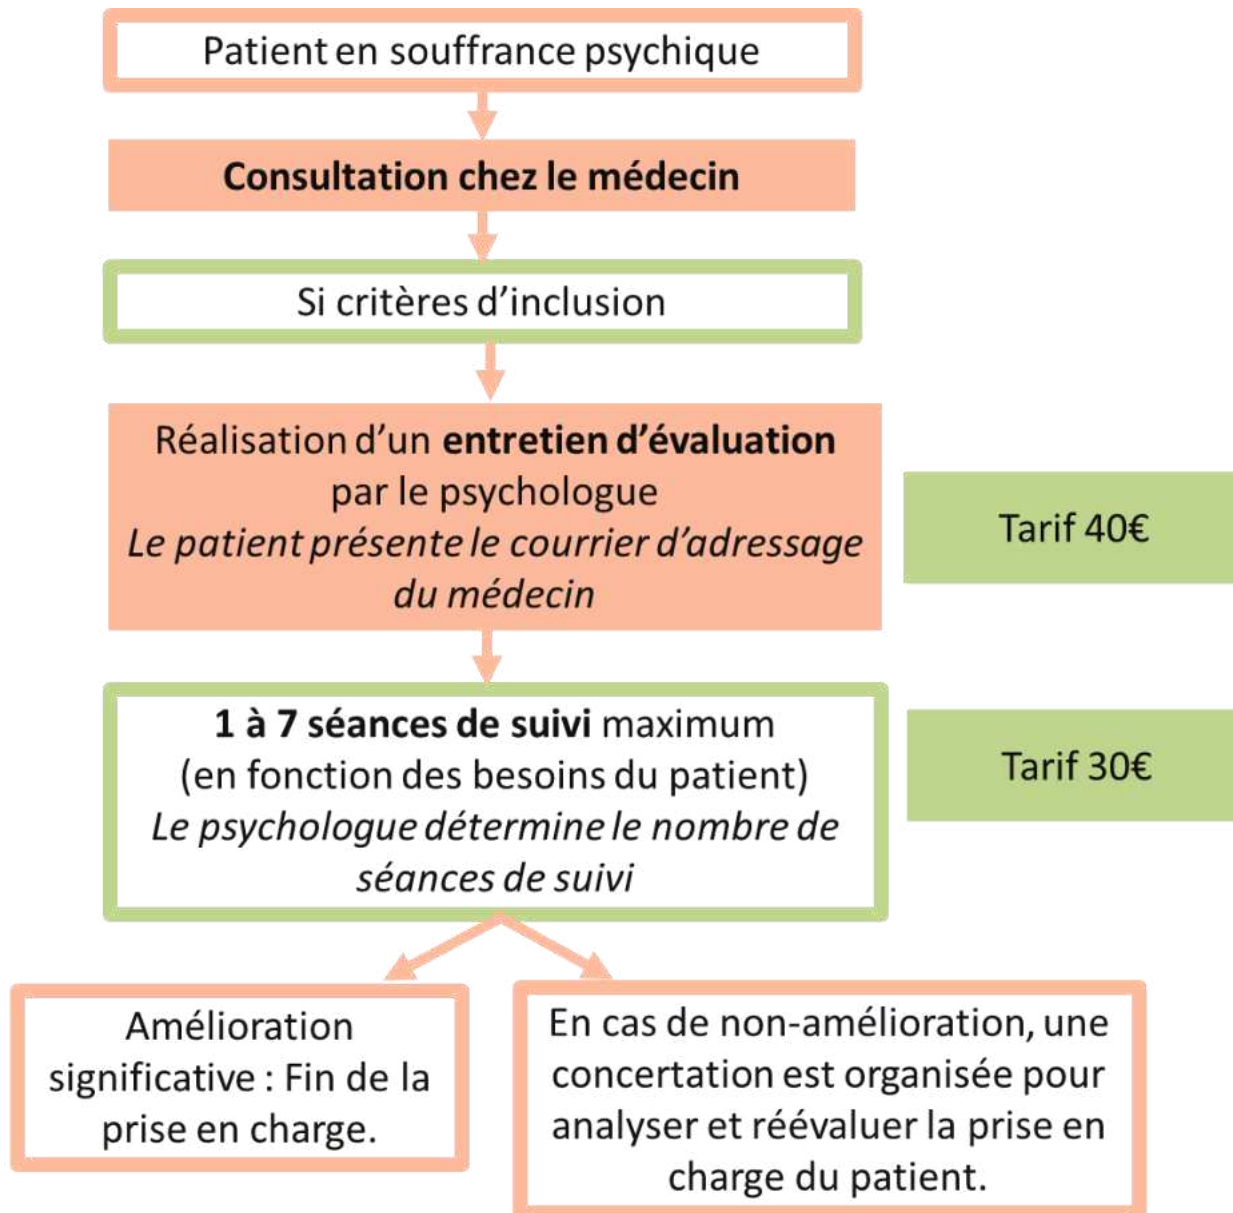 Patient en souffrance psychique
Consultation chez le médecin
Si critères d'inclusion
Réalisation d'un entretien d'évaluation
par le psychologue
Le patient présente le courrier d'adressage
du médecin
Tarif 40€
1 à 7 séances de suivi maximum
(en fonction des besoins du patient)
Le psychologue détermine le nombre de
séances de suivi
Tarif 30€
Amélioration
significative : Fin de la
prise en charge.
En cas de non-amélioration, une
concertation est organisée pour
analyser et réévaluer la prise en
charge du patient.